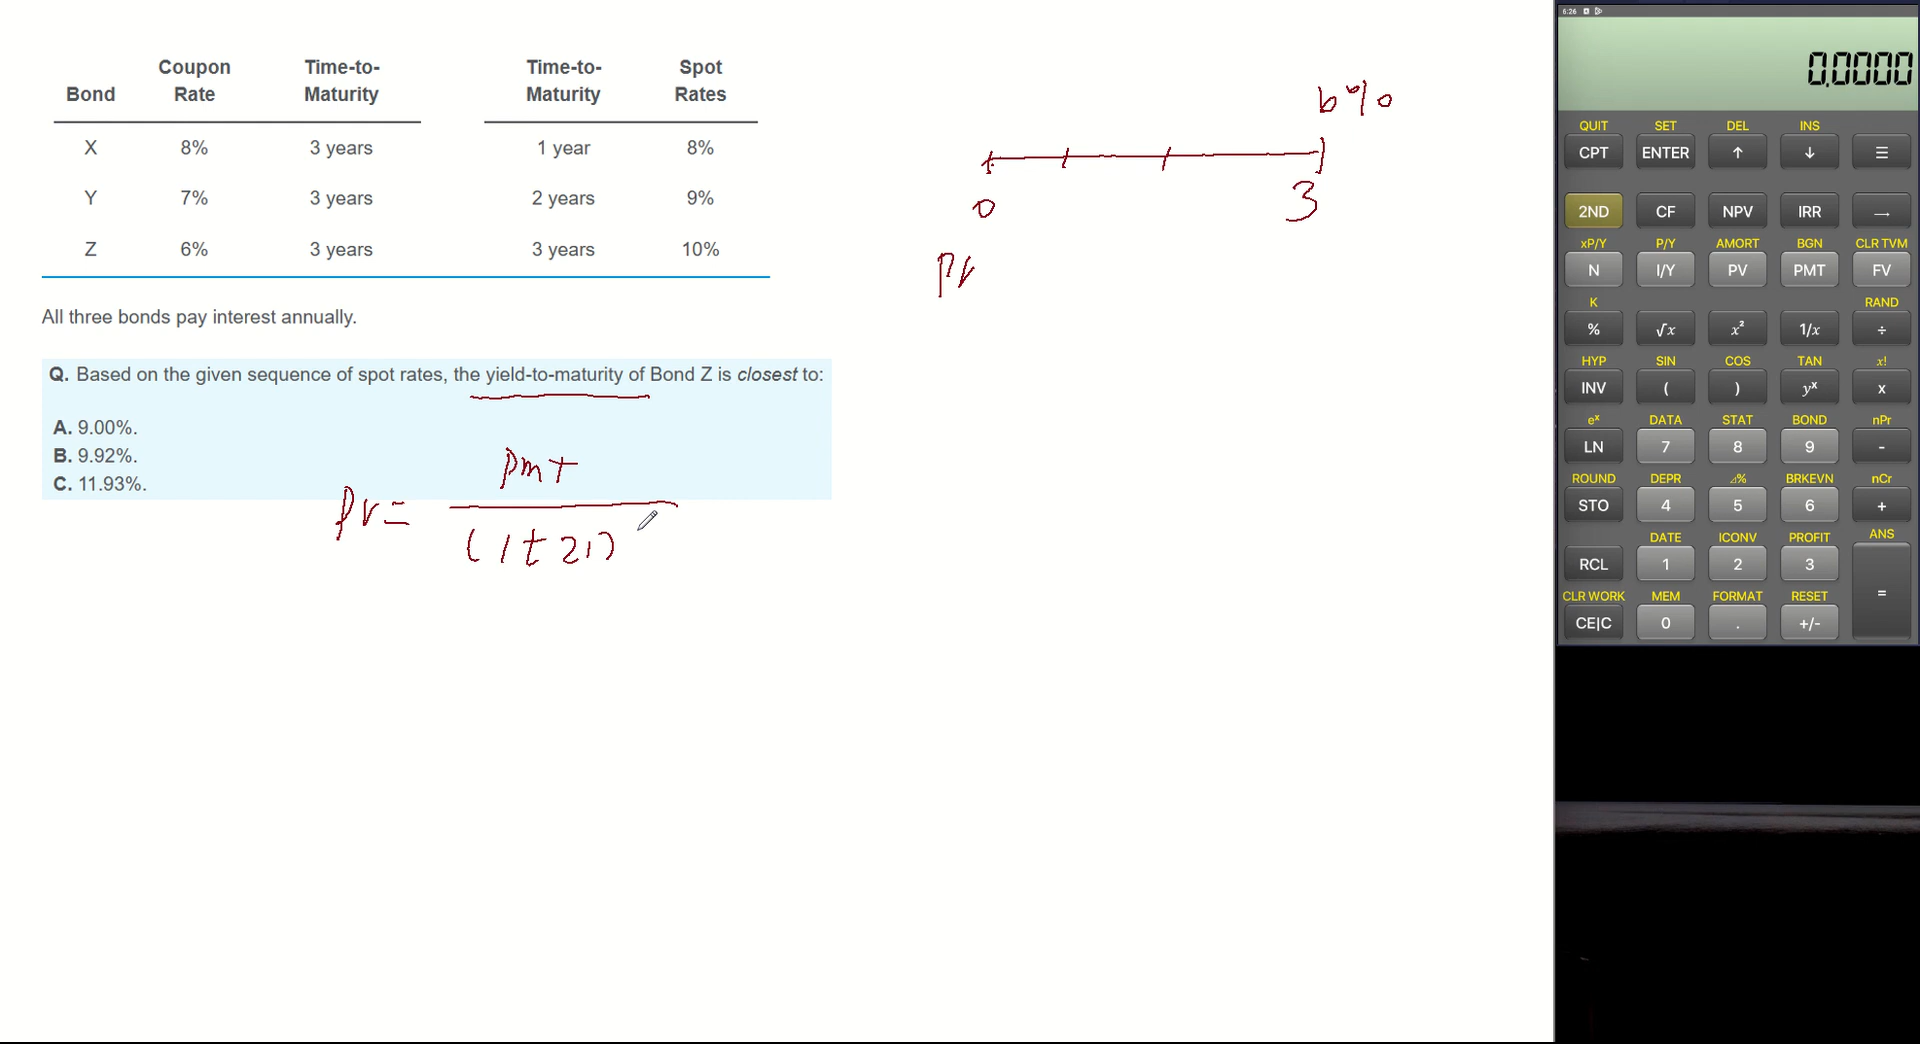 Bond Coupon Rate Time-to-Maturity Time-to-Maturity Spot Rates
X 8% 3 years 1 year 8%
Y 7% 3 years 2 years 9%
Z 6% 3 years 3 years 10%
All three bonds pay interest annually.
Q. Based on the given sequence of spot rates, the yield-to-maturity of Bond Z is closest to:
A. 9.00%.
B. 9.92%.
C. 11.93%.
PV = PMT
(1 + Z1)
6%
0 3
PV
6:26
0.0000
QUIT SET DEL INS
CPT ENTER ↑ ↓ ☰
2ND CF NPV IRR →
xP/Y P/Y AMORT BGN CLR TVM
N I/Y PV PMT FV
K RAND
% √x x² 1/x ÷
HYP SIN COS TAN x!
INV ( ) yˣ x
eˣ DATA STAT BOND nPr
LN 7 8 9 -
ROUND DEPR ⊿% BRKEVN nCr
STO 4 5 6 +
DATE ICONV PROFIT ANS
RCL 1 2 3 =
CLR WORK MEM FORMAT RESET
CE|C 0 . +/-